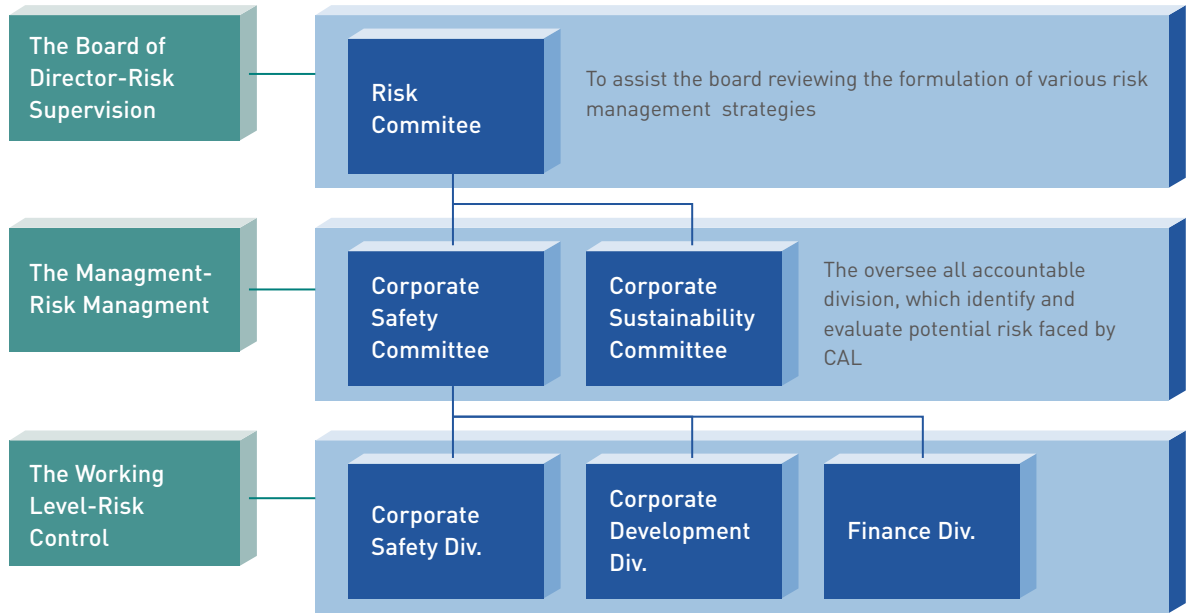 The Board of
Director-Risk
Supervision
Risk
Commitee
To assist the board reviewing the formulation of various risk
management strategies
The Managment-
Risk Managment
Corporate
Safety
Committee
Corporate
Sustainability
Committee
The oversee all accountable
division, which identify and
evaluate potential risk faced by
CAL
The Working
Level-Risk
Control
Corporate
Safety Div.
Corporate
Development
Div.
Finance Div.